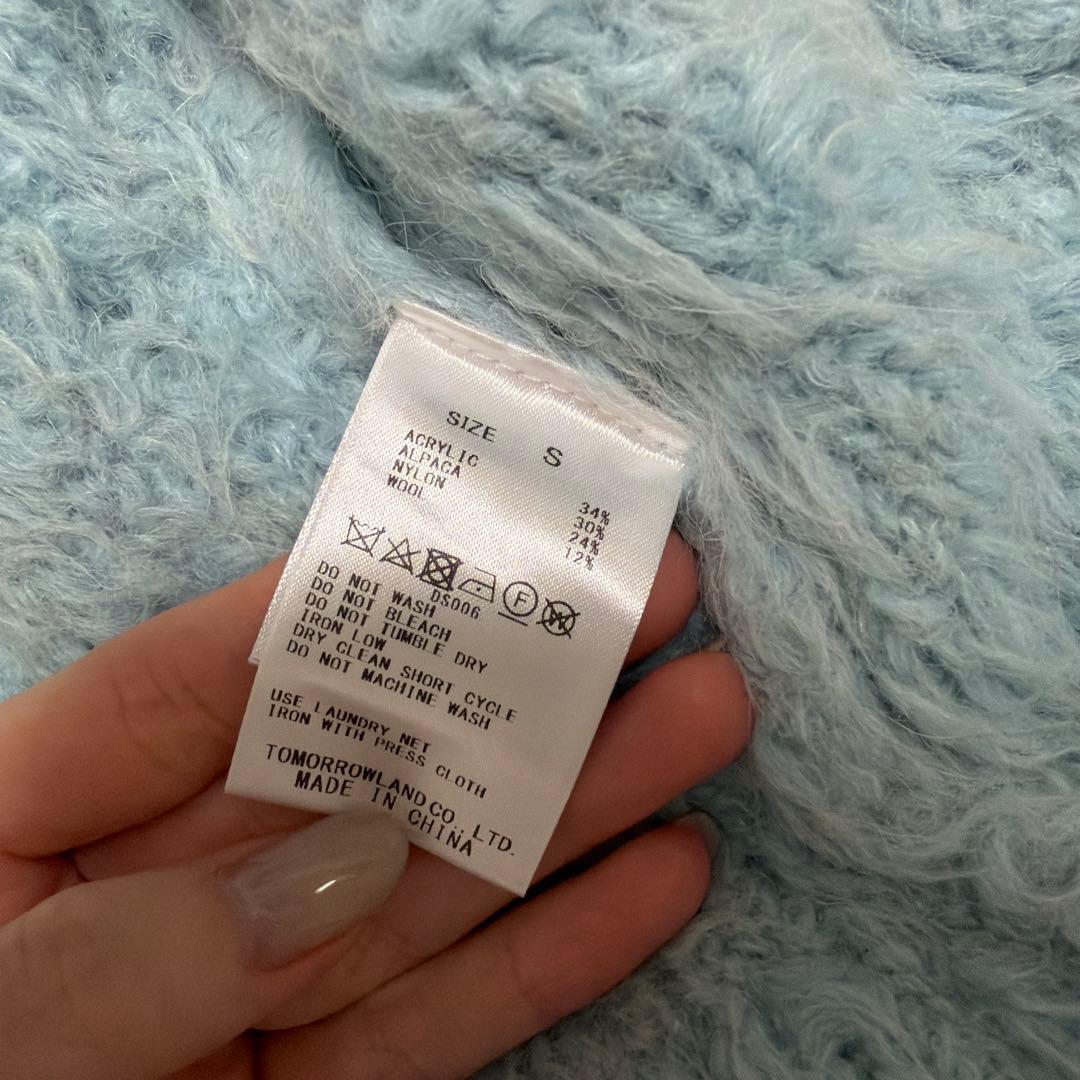 SIZE S
ACRYLIC 34%
ALPACA 30%
NYLON 24%
WOOL 12%
F
W
DS006
DO NOT WASH
DO NOT BLEACH
DO NOT TUMBLE DRY
IRON LOW
DRY CLEAN SHORT CYCLE
DO NOT MACHINE WASH
USE LAUNDRY NET
IRON WITH PRESS CLOTH
TOMORROWLAND CO., LTD.
MADE IN CHINA